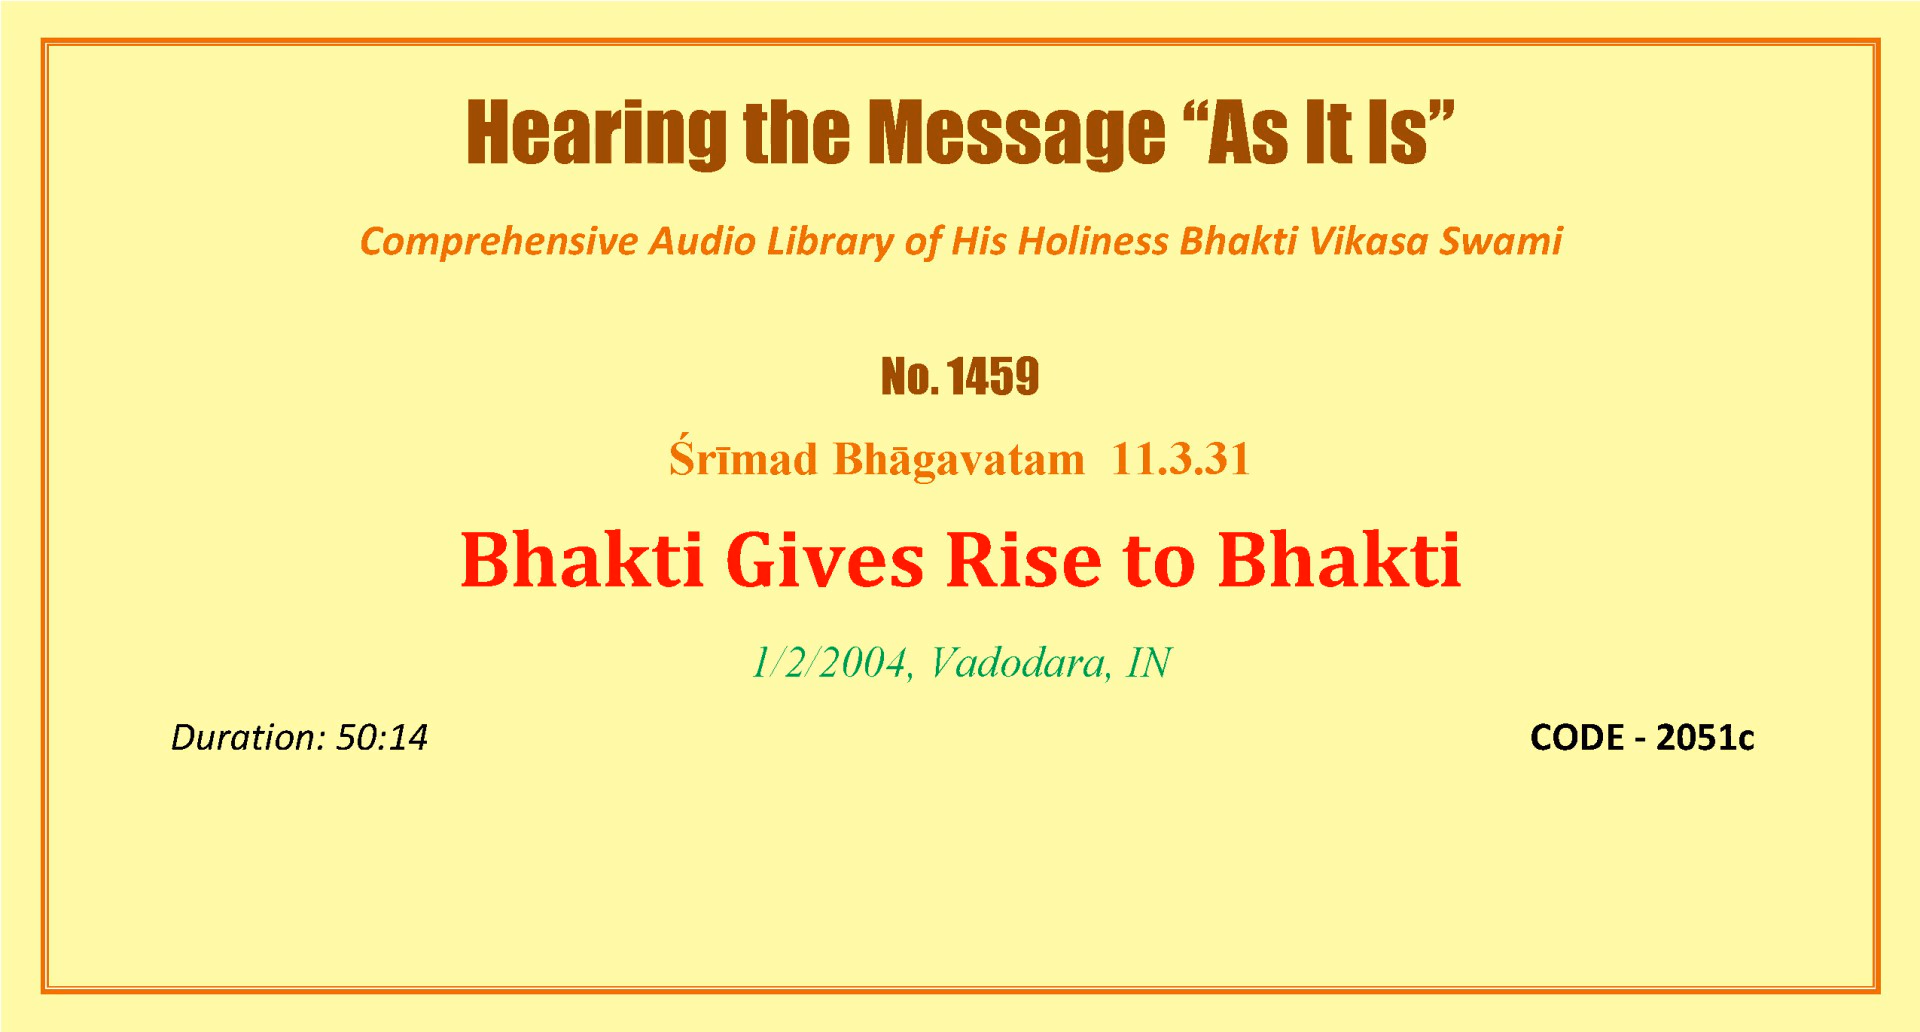 Hearing the Message “As It Is”
Comprehensive Audio Library of His Holiness Bhakti Vikasa Swami
No. 1459
Śrīmad Bhāgavatam 11.3.31
Bhakti Gives Rise to Bhakti
1/2/2004, Vadodara, IN
Duration: 50:14 CODE - 2051c